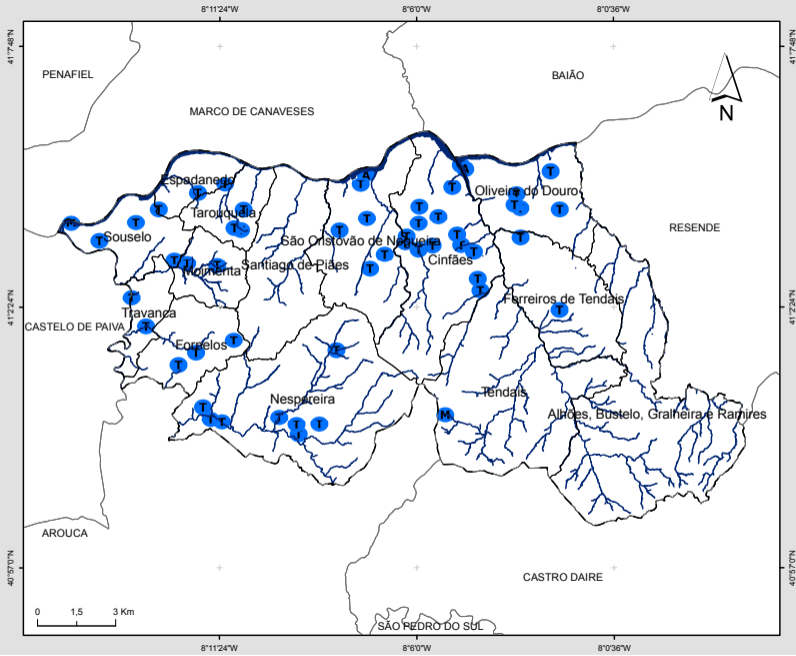 8°11'24"W 8°6'0"W 8°0'36"W
41°7'48"N 41°7'48"N
PENAFIEL
BAIÃO
MARCO DE CANAVESES
N
Espadanedo
Oliveira do Douro
Tarouquela
Souselo
São Cristóvão de Nogueira
RESENDE
Cinfães
Santiago de Piães
Moimenta
Ferreiros de Tendais
41°2'24"N 41°2'24"N
Travanca
CASTELO DE PAIVA
Fornelos
Tendais
Nespereira
Alhões, Bustelo, Gralheira e Ramires
M
A
A
T
AROUCA
40°57'0"N 40°57'0"N
CASTRO DAIRE
0 1,5 3 Km
SÃO PEDRO DO SUL
8°11'24"W 8°6'0"W 8°0'36"W